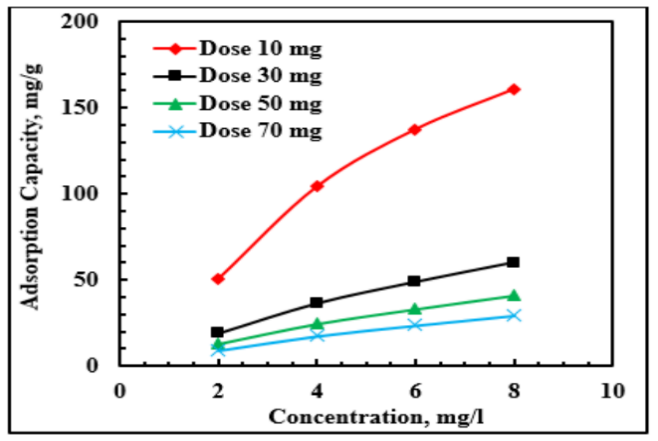 Adsorption Capacity, mg/g
200
150
100
50
0
Dose 10 mg
Dose 30 mg
Dose 50 mg
Dose 70 mg
0 2 4 6 8 10
Concentration, mg/l